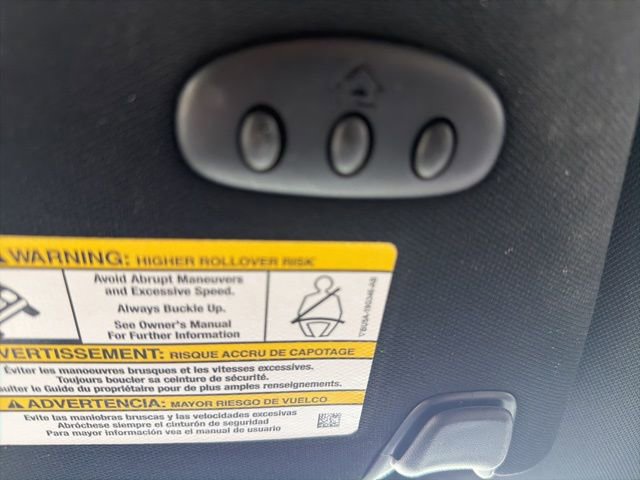 WARNING: HIGHER ROLLOVER RISK
Avoid Abrupt Maneuvers
and Excessive Speed.
Always Buckle Up.
See Owner's Manual
For Further Information
VERTISSEMENT: RISQUE ACCRU DE CAPOTAGE
Éviter les manoeuvres brusques et les vitesses excessives.
Toujours boucler sa ceinture de sécurité.
sulter le Guide du propriétaire pour de plus amples renseignements.
ADVERTENCIA: MAYOR RIESGO DE VUELCO
Evite las maniobras bruscas y las velocidades excesivas
Abróchese siempre el cinturón de seguridad
Para mayor información vea el manual de usuario